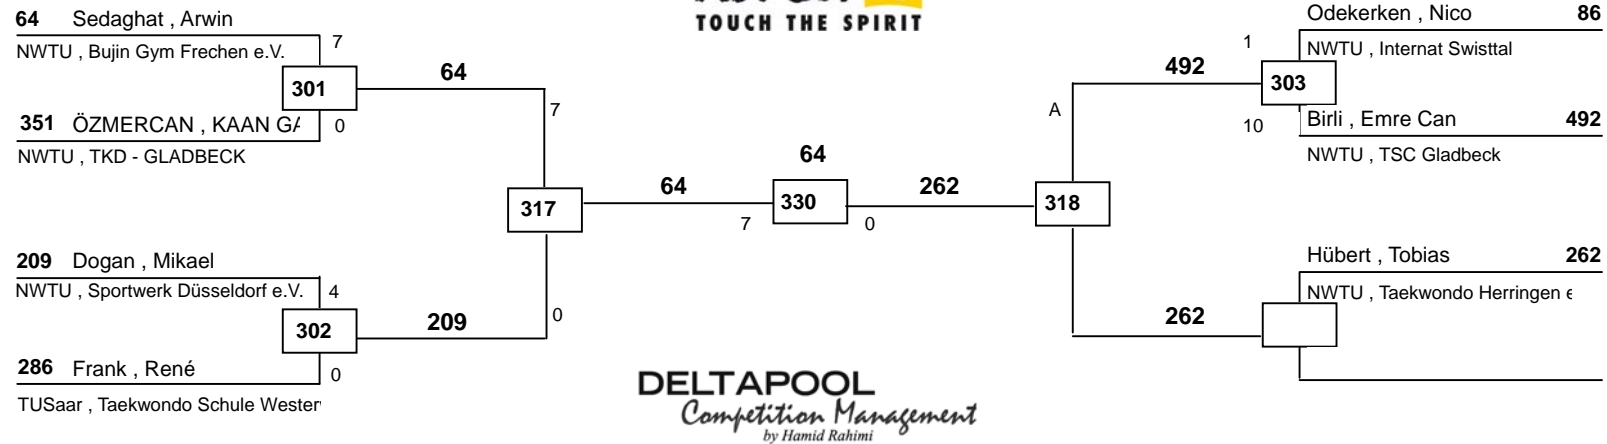 TOUCH THE SPIRIT
64 Sedaghat , Arwin
7
NWTU , Bujin Gym Frechen e.V.
301
64
351 ÖZMERCAN , KAAN GA
0
NWTU , TKD - GLADBECK
7
317
64
209 Dogan , Mikael
NWTU , Sportwerk Düsseldorf e.V.
4
302
209
0
286 Frank , René
0
TUSaar , Taekwondo Schule Wester
64
330
7
0
262
318
Odekerken , Nico 86
1
NWTU , Internat Swisttal
492
303
A
10
Birli , Emre Can 492
NWTU , TSC Gladbeck
Hübert , Tobias 262
NWTU , Taekwondo Herringen e
262
DELTAPOOL
Competition Management
by Hamid Rahimi